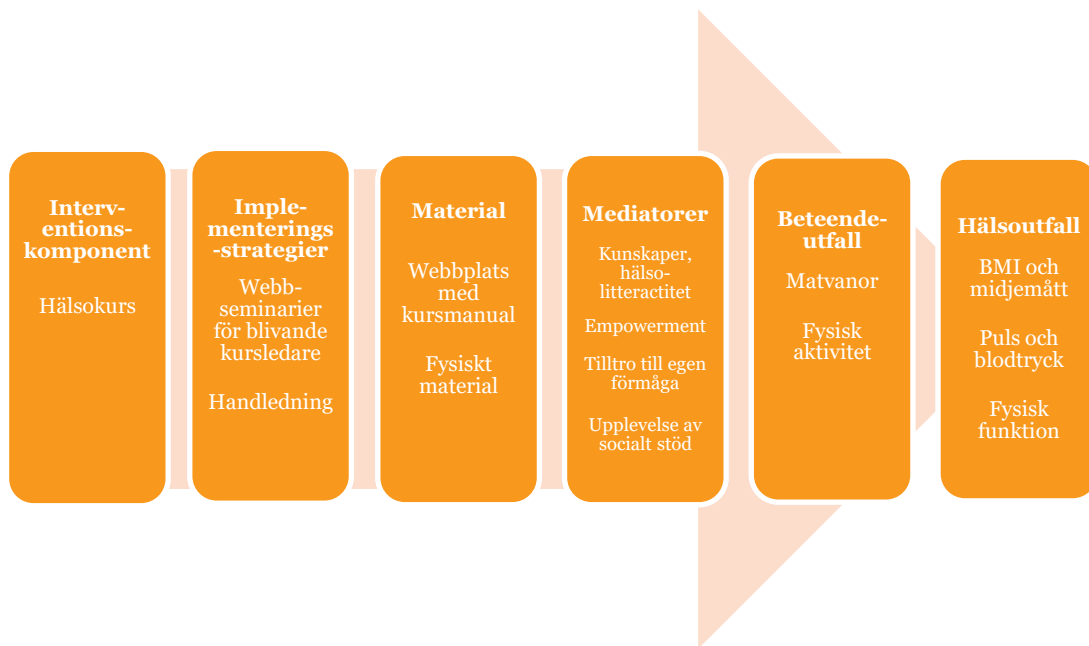 Interv-
entions-
komponent
Hälsokurs
Imple-
menterings
-strategier
Webb-
seminarier
för blivande
kursledare
Handledning
Material
Webbplats
med
kursmanual
Fysiskt
material
Mediatorer
Kunskaper,
hälso-
litteractitet
Empowerment
Tilltro till egen
förmåga
Upplevelse av
socialt stöd
Beteende-
utfall
Matvanor
Fysisk
aktivitet
Hälsoutfall
BMI och
midjemått
Puls och
blodtryck
Fysisk
funktion